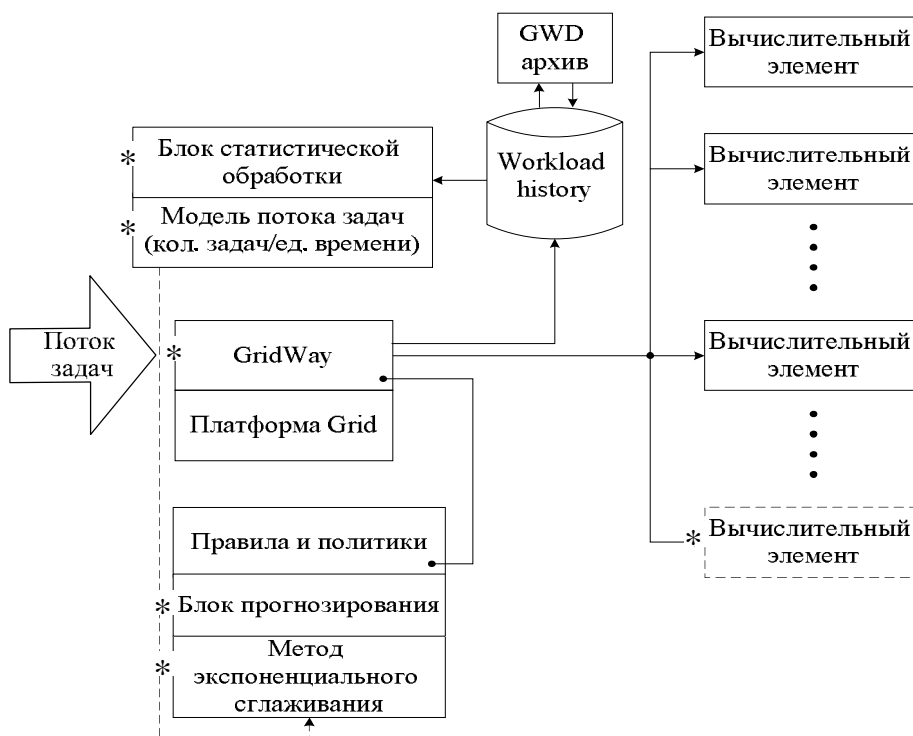 GWD
архив
Вычислительный
элемент
Блок статистической
обработки
Workload
history
Вычислительный
элемент
*
Модель потока задач
(кол. задач/ед. времени)
*
Поток
задач
*
GridWay
Платформа Grid
Вычислительный
элемент
Правила и политики
*
Вычислительный
элемент
*
Блок прогнозирования
*
Метод
экспоненциального
сглаживания